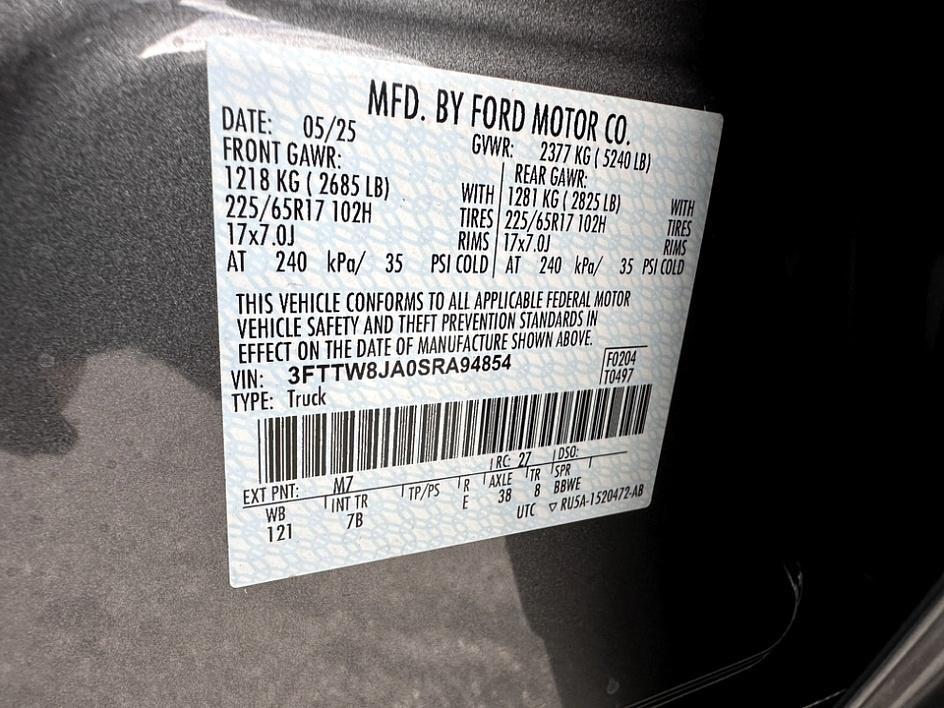 MFD. BY FORD MOTOR CO.
DATE: 05/25 GVWR: 2377 KG ( 5240 LB)
FRONT GAWR: REAR GAWR:
1218 KG ( 2685 LB) WITH 1281 KG ( 2825 LB) WITH
225/65R17 102H TIRES 225/65R17 102H TIRES
17x7.0J RIMS 17x7.0J RIMS
AT 240 kPa/ 35 PSI COLD AT 240 kPa/ 35 PSI COLD
THIS VEHICLE CONFORMS TO ALL APPLICABLE FEDERAL MOTOR
VEHICLE SAFETY AND THEFT PREVENTION STANDARDS IN
EFFECT ON THE DATE OF MANUFACTURE SHOWN ABOVE.
VIN: 3FTTW8JA0SRA94854 F0204
TYPE: Truck T0497
EXT PNT: M7 RC: 27 DSO:
WB INT TR TP/PS R AXLE TR SPR
121 7B E 38 8 BBWE
UTC ▽ RU5A-1520472-AB